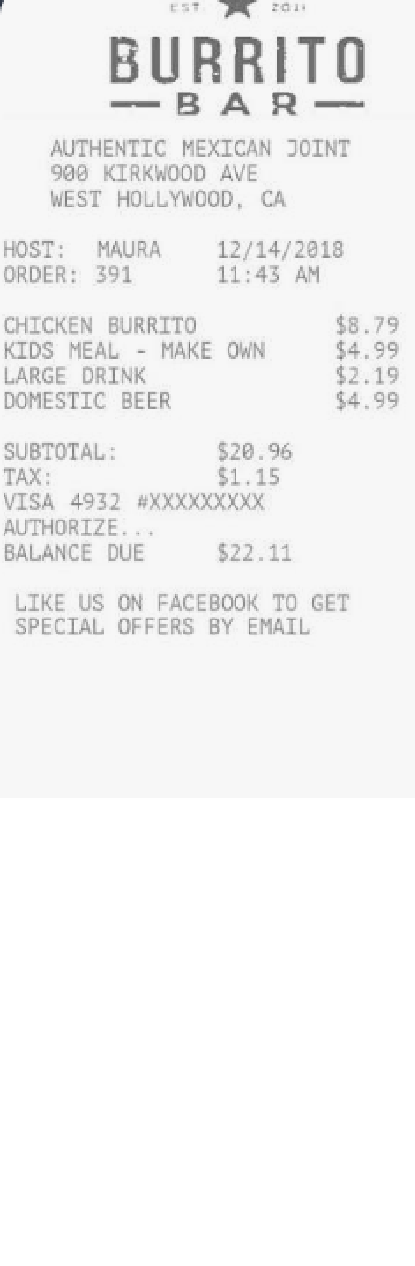 EST 2011
BURRITO
BAR
AUTHENTIC MEXICAN JOINT
900 KIRKWOOD AVE
WEST HOLLYWOOD, CA
HOST: MAURA 12/14/2018
ORDER: 391 11:43 AM
CHICKEN BURRITO $8.79
KIDS MEAL - MAKE OWN $4.99
LARGE DRINK $2.19
DOMESTIC BEER $4.99
SUBTOTAL: $20.96
TAX: $1.15
VISA 4932 #XXXXXXXXX
AUTHORIZE...
BALANCE DUE $22.11
LIKE US ON FACEBOOK TO GET
SPECIAL OFFERS BY EMAIL